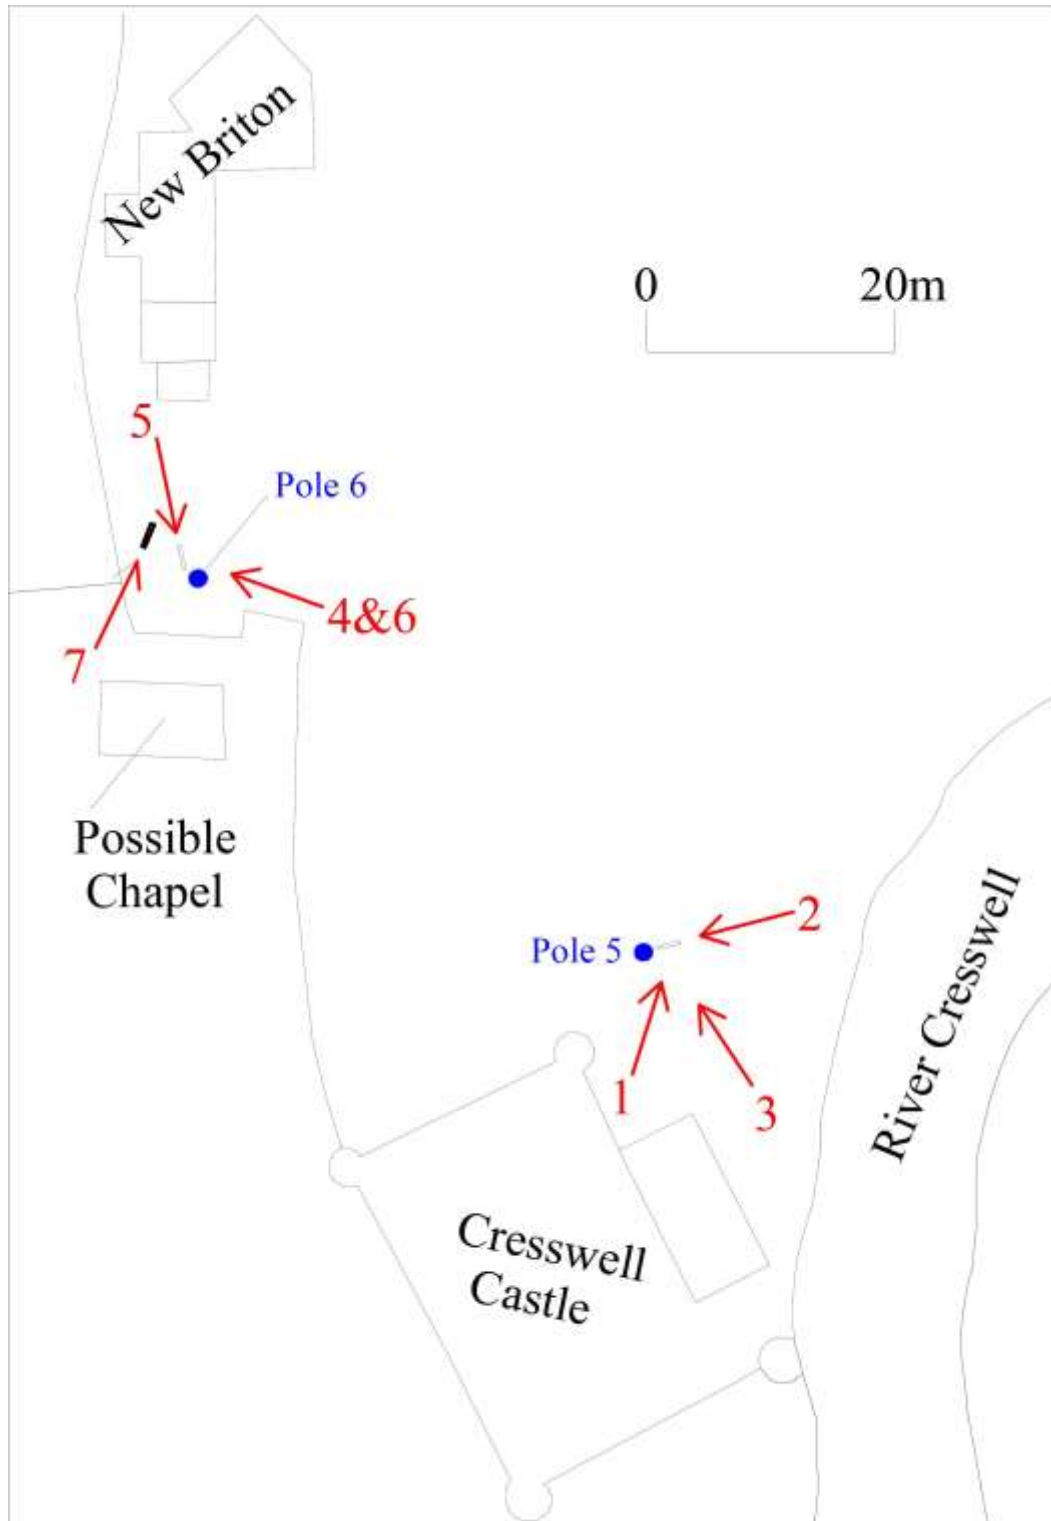 New Briton
0 20m
5
Pole 6
4&6
7
Possible
Chapel
2
Pole 5
1
3
River Cresswell
Cresswell
Castle